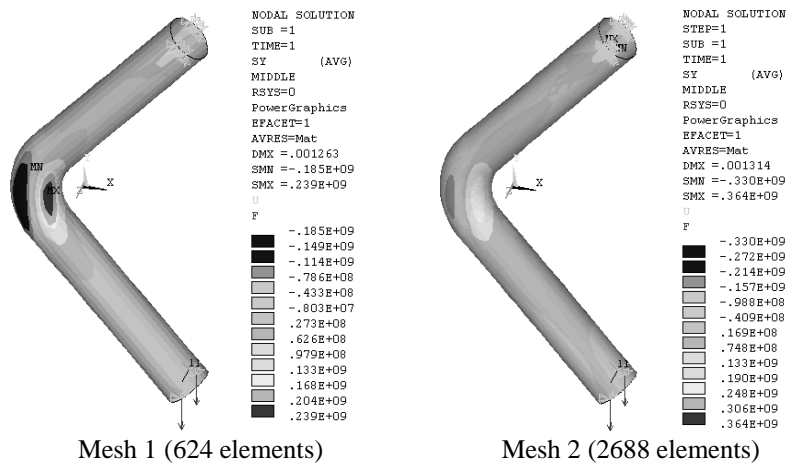 NODAL SOLUTION
SUB =1
TIME=1
SY (AVG)
MIDDLE
RSYS=0
PowerGraphics
EFACET=1
AVRES=Mat
DMX =.001263
SMN =-.185E+09
SMX =.239E+09
U
F
-.185E+09
-.149E+09
-.114E+09
-.786E+08
-.433E+08
-.803E+07
.273E+08
.626E+08
.979E+08
.133E+09
.168E+09
.204E+09
.239E+09
MN
MX
X
11
Mesh 1 (624 elements)
NODAL SOLUTION
STEP=1
SUB =1
TIME=1
SY (AVG)
MIDDLE
RSYS=0
PowerGraphics
EFACET=1
AVRES=Mat
DMX =.001314
SMN =-.330E+09
SMX =.364E+09
U
F
-.330E+09
-.272E+09
-.214E+09
-.157E+09
-.988E+08
-.409E+08
.169E+08
.748E+08
.133E+09
.190E+09
.248E+09
.306E+09
.364E+09
MX
MN
X
11
Mesh 2 (2688 elements)